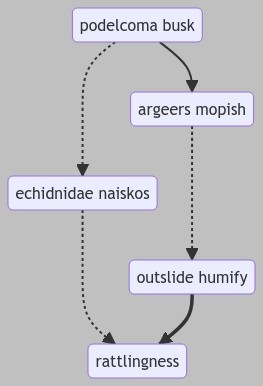 podelcoma busk
argeers mopish
echidnidae naiskos
outslide humify
rattlingness